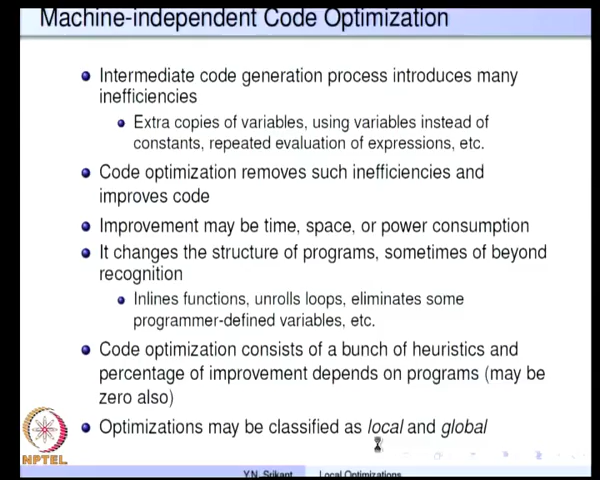 Machine-independent Code Optimization
Intermediate code generation process introduces many
inefficiencies
Extra copies of variables, using variables instead of
constants, repeated evaluation of expressions, etc.
Code optimization removes such inefficiencies and
improves code
Improvement may be time, space, or power consumption
It changes the structure of programs, sometimes of beyond
recognition
Inlines functions, unrolls loops, eliminates some
programmer-defined variables, etc.
Code optimization consists of a bunch of heuristics and
percentage of improvement depends on programs (may be
zero also)
Optimizations may be classified as local and global
NPTEL
Y.N. Srikant Local Optimizations